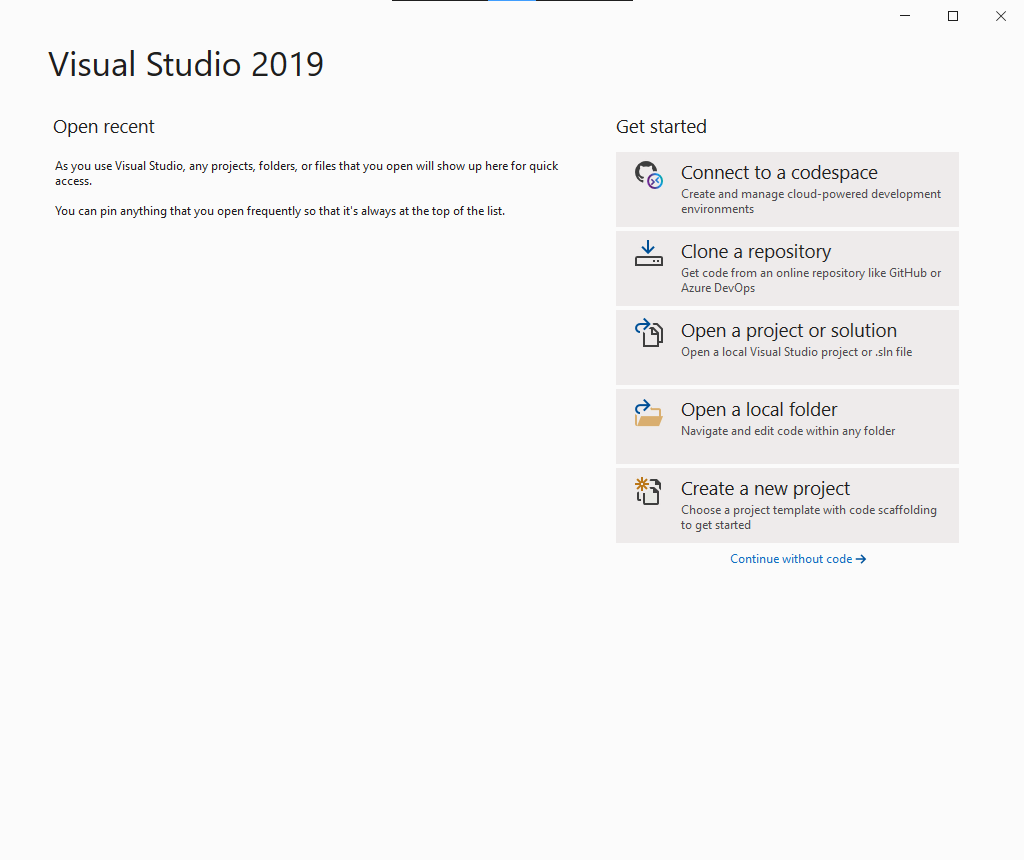 Visual Studio 2019
Open recent
As you use Visual Studio, any projects, folders, or files that you open will show up here for quick
access.
You can pin anything that you open frequently so that it's always at the top of the list.
Get started
Connect to a codespace
Create and manage cloud-powered development
environments
Clone a repository
Get code from an online repository like GitHub or
Azure DevOps
Open a project or solution
Open a local Visual Studio project or .sln file
Open a local folder
Navigate and edit code within any folder
Create a new project
Choose a project template with code scaffolding
to get started
Continue without code →